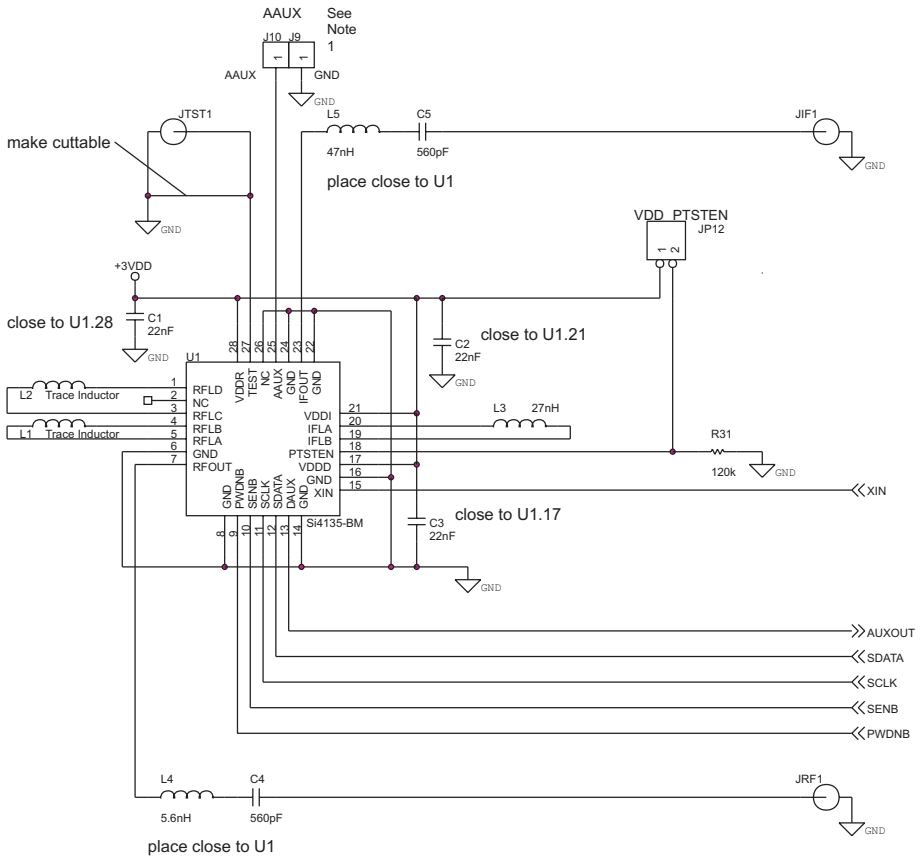 AAUX
See
Note
1
J10 J9
1 1
AAUX
GND
GND
JTST1
make cuttable
GND
L5
47nH
C5
560pF
place close to U1
JIF1
GND
VDD PTSTEN
JP12
1 2
+3VDD
close to U1.28
C1
22nF
GND
close to U1.21
C2
22nF
GND
U1
28 27 26 25 24 23 22
VDDR TEST NC AAUX GND IFOUT GND
L2 Trace Inductor
L1 Trace Inductor
1 RFLD
2 NC
3 RFLC
4 RFLB
5 RFLA
6 GND
7 RFOUT
VDDI 21
IFLA 20
IFLB 19
PTSTEN 18
VDDD 17
GND 16
XIN 15
GND PWDNB SENB SCLK SDATA DAUX GND
8 9 10 11 12 13 14
Si4135-BM
L3 27nH
R31
120k
GND
XIN
close to U1.17
C3
22nF
GND
AUXOUT
SDATA
SCLK
SENB
PWDNB
L4
5.6nH
C4
560pF
place close to U1
JRF1
GND